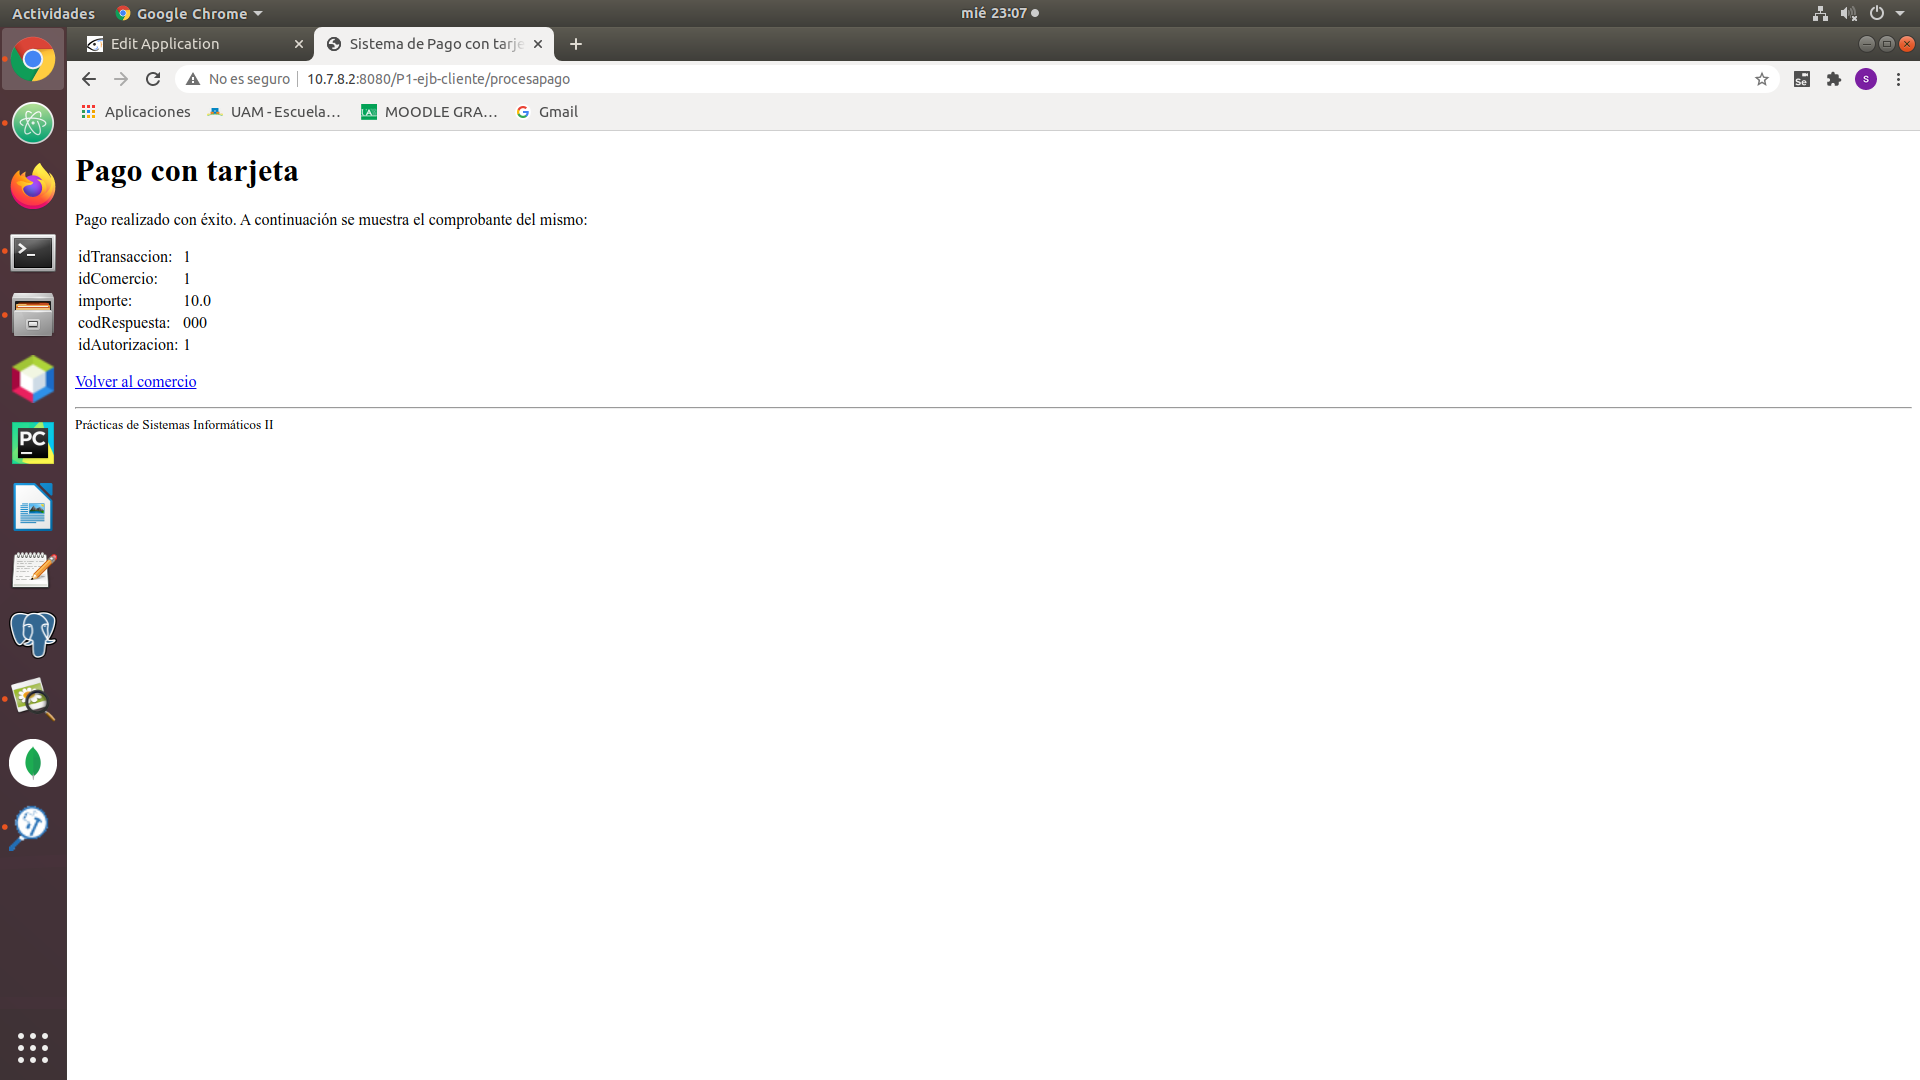 Actividades Google Chrome mié 23:07
Edit Application Sistema de Pago con tarje
No es seguro 10.7.8.2:8080/P1-ejb-cliente/procesapago Se S
Aplicaciones UAM - Escuela... MOODLE GRA... Gmail
Pago con tarjeta
Pago realizado con éxito. A continuación se muestra el comprobante del mismo:
idTransaccion: 1
idComercio: 1
importe: 10.0
codRespuesta: 000
idAutorizacion: 1
Volver al comercio
Prácticas de Sistemas Informáticos II
PC